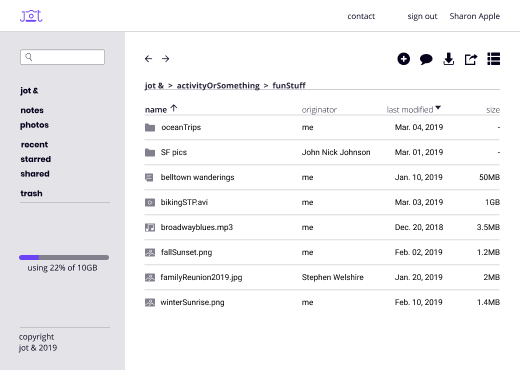 contact sign out Sharon Apple
jot &
notes
photos
recent
starred
shared
trash
using 22% of 10GB
copyright
jot & 2019
jot & > activityOrSomething > funStuff
name originator last modified size
oceanTrips me Mar. 04, 2019 -
SF pics John Nick Johnson Mar. 01, 2019 -
belltown wanderings me Jan. 10, 2019 50MB
bikingSTP.avi me Mar. 03, 2019 1GB
broadwayblues.mp3 me Dec. 20, 2018 3.5MB
fallSunset.png me Feb. 02, 2019 1.2MB
familyReunion2019.jpg Stephen Welshire Jan. 20, 2019 2MB
winterSunrise.png me Feb. 10, 2019 1.4MB